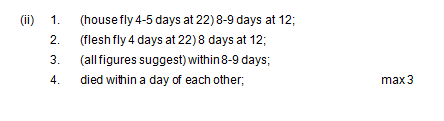 (ii) 1. (house fly 4-5 days at 22) 8-9 days at 12;
2. (flesh fly 4 days at 22) 8 days at 12;
3. (all figures suggest) within 8-9 days;
4. died within a day of each other; max 3